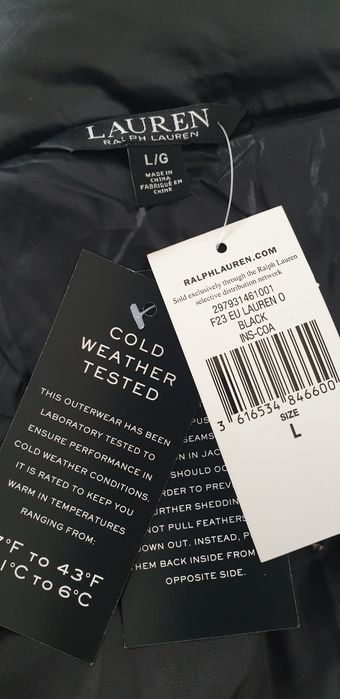 LAUREN
RALPH LAUREN
L/G
MADE IN
CHINA
FABRIQUÉ EN
CHINE
RALPHLAUREN.COM
Sold exclusively through the Ralph Lauren
selective distribution network
297931461001
F23 EU LAUREN O
BLACK
INS-COA
3 616534 846600
SIZE
L
COLD
WEATHER
TESTED
THIS OUTERWEAR HAS BEEN
LABORATORY TESTED TO
ENSURE PERFORMANCE IN
COLD WEATHER CONDITIONS.
IT IS RATED TO KEEP YOU
WARM IN TEMPERATURES
RANGING FROM:
°F TO 43°F
°C TO 6°C
SEAMS
IN JAC
SHOULD OC
TO PREV
FURTHER SHEDDIN
NOT PULL FEATHERS
DOWN OUT. INSTEAD, P
THEM BACK INSIDE FROM
OPPOSITE SIDE.